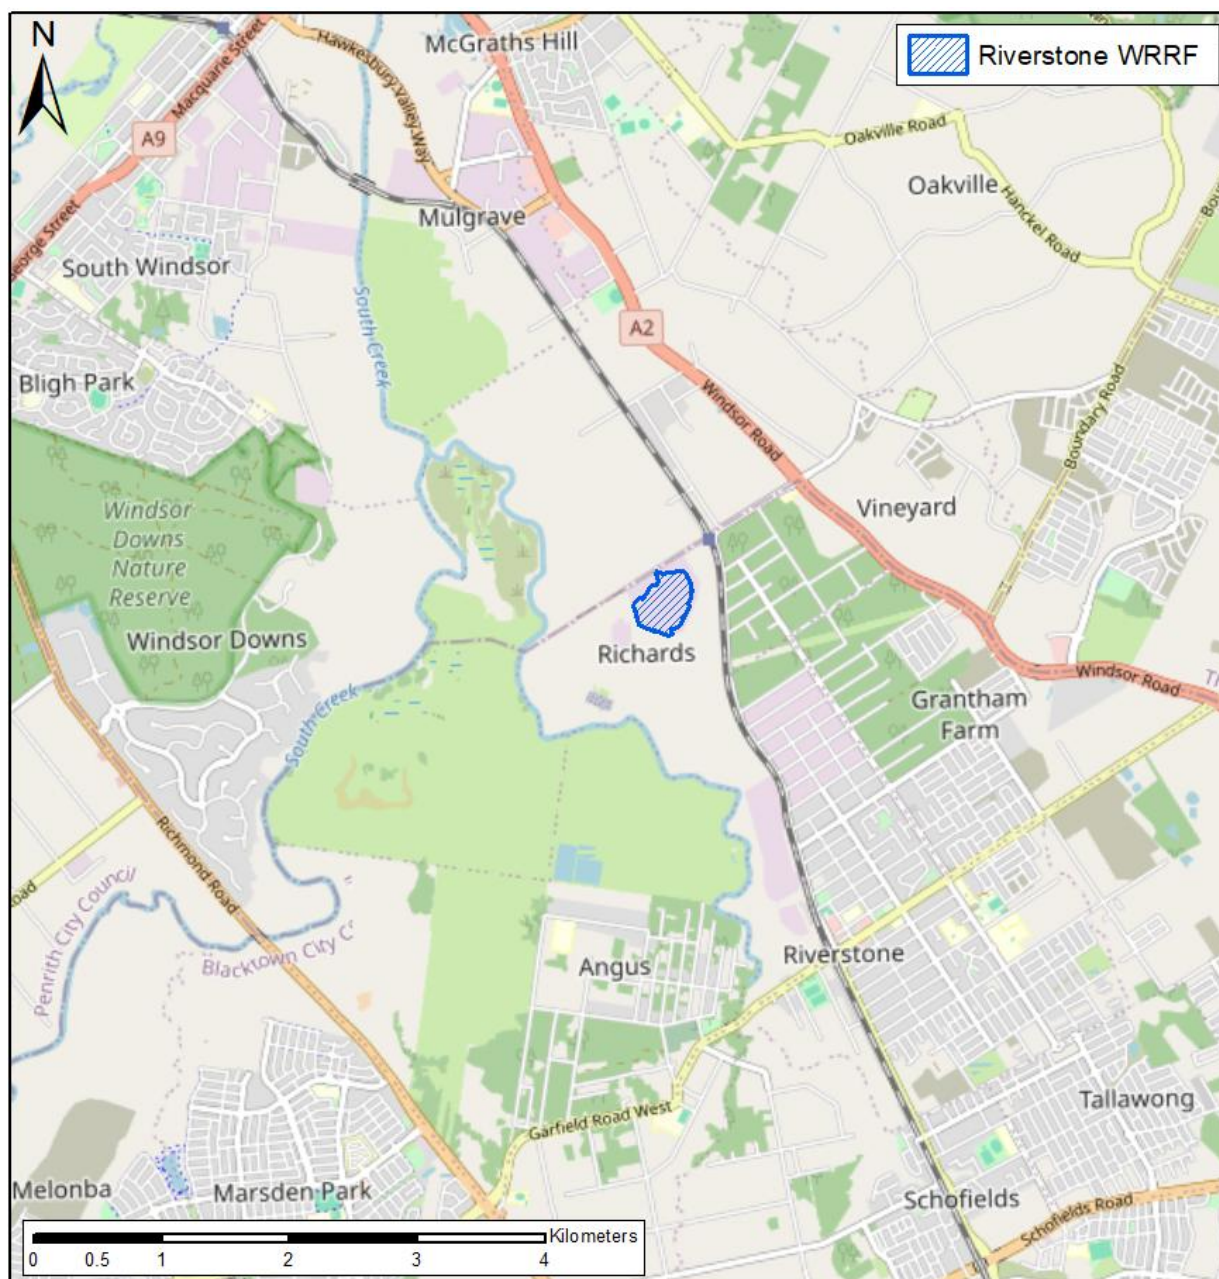 N
Riverstone WRRF
McGraths Hill
Hawkesbury Valley Way
Macquarie Street
A9
Oakville Road
Oakville
Hanckel Road
Mulgrave
George Street
South Windsor
South Creek
A2
Bligh Park
Windsor Road
Boundary Road
Windsor
Downs
Nature
Reserve
Vineyard
Windsor Downs
Richards
Windsor Road
Grantham
Farm
South Creek
Richmond Road
Penrith City Council
Blacktown City C
Angus
Riverstone
Garfield Road West
Tallawong
Melonba
Marsden Park
Schofields
Schofields Road
Kilometers
0 0.5 1 2 3 4